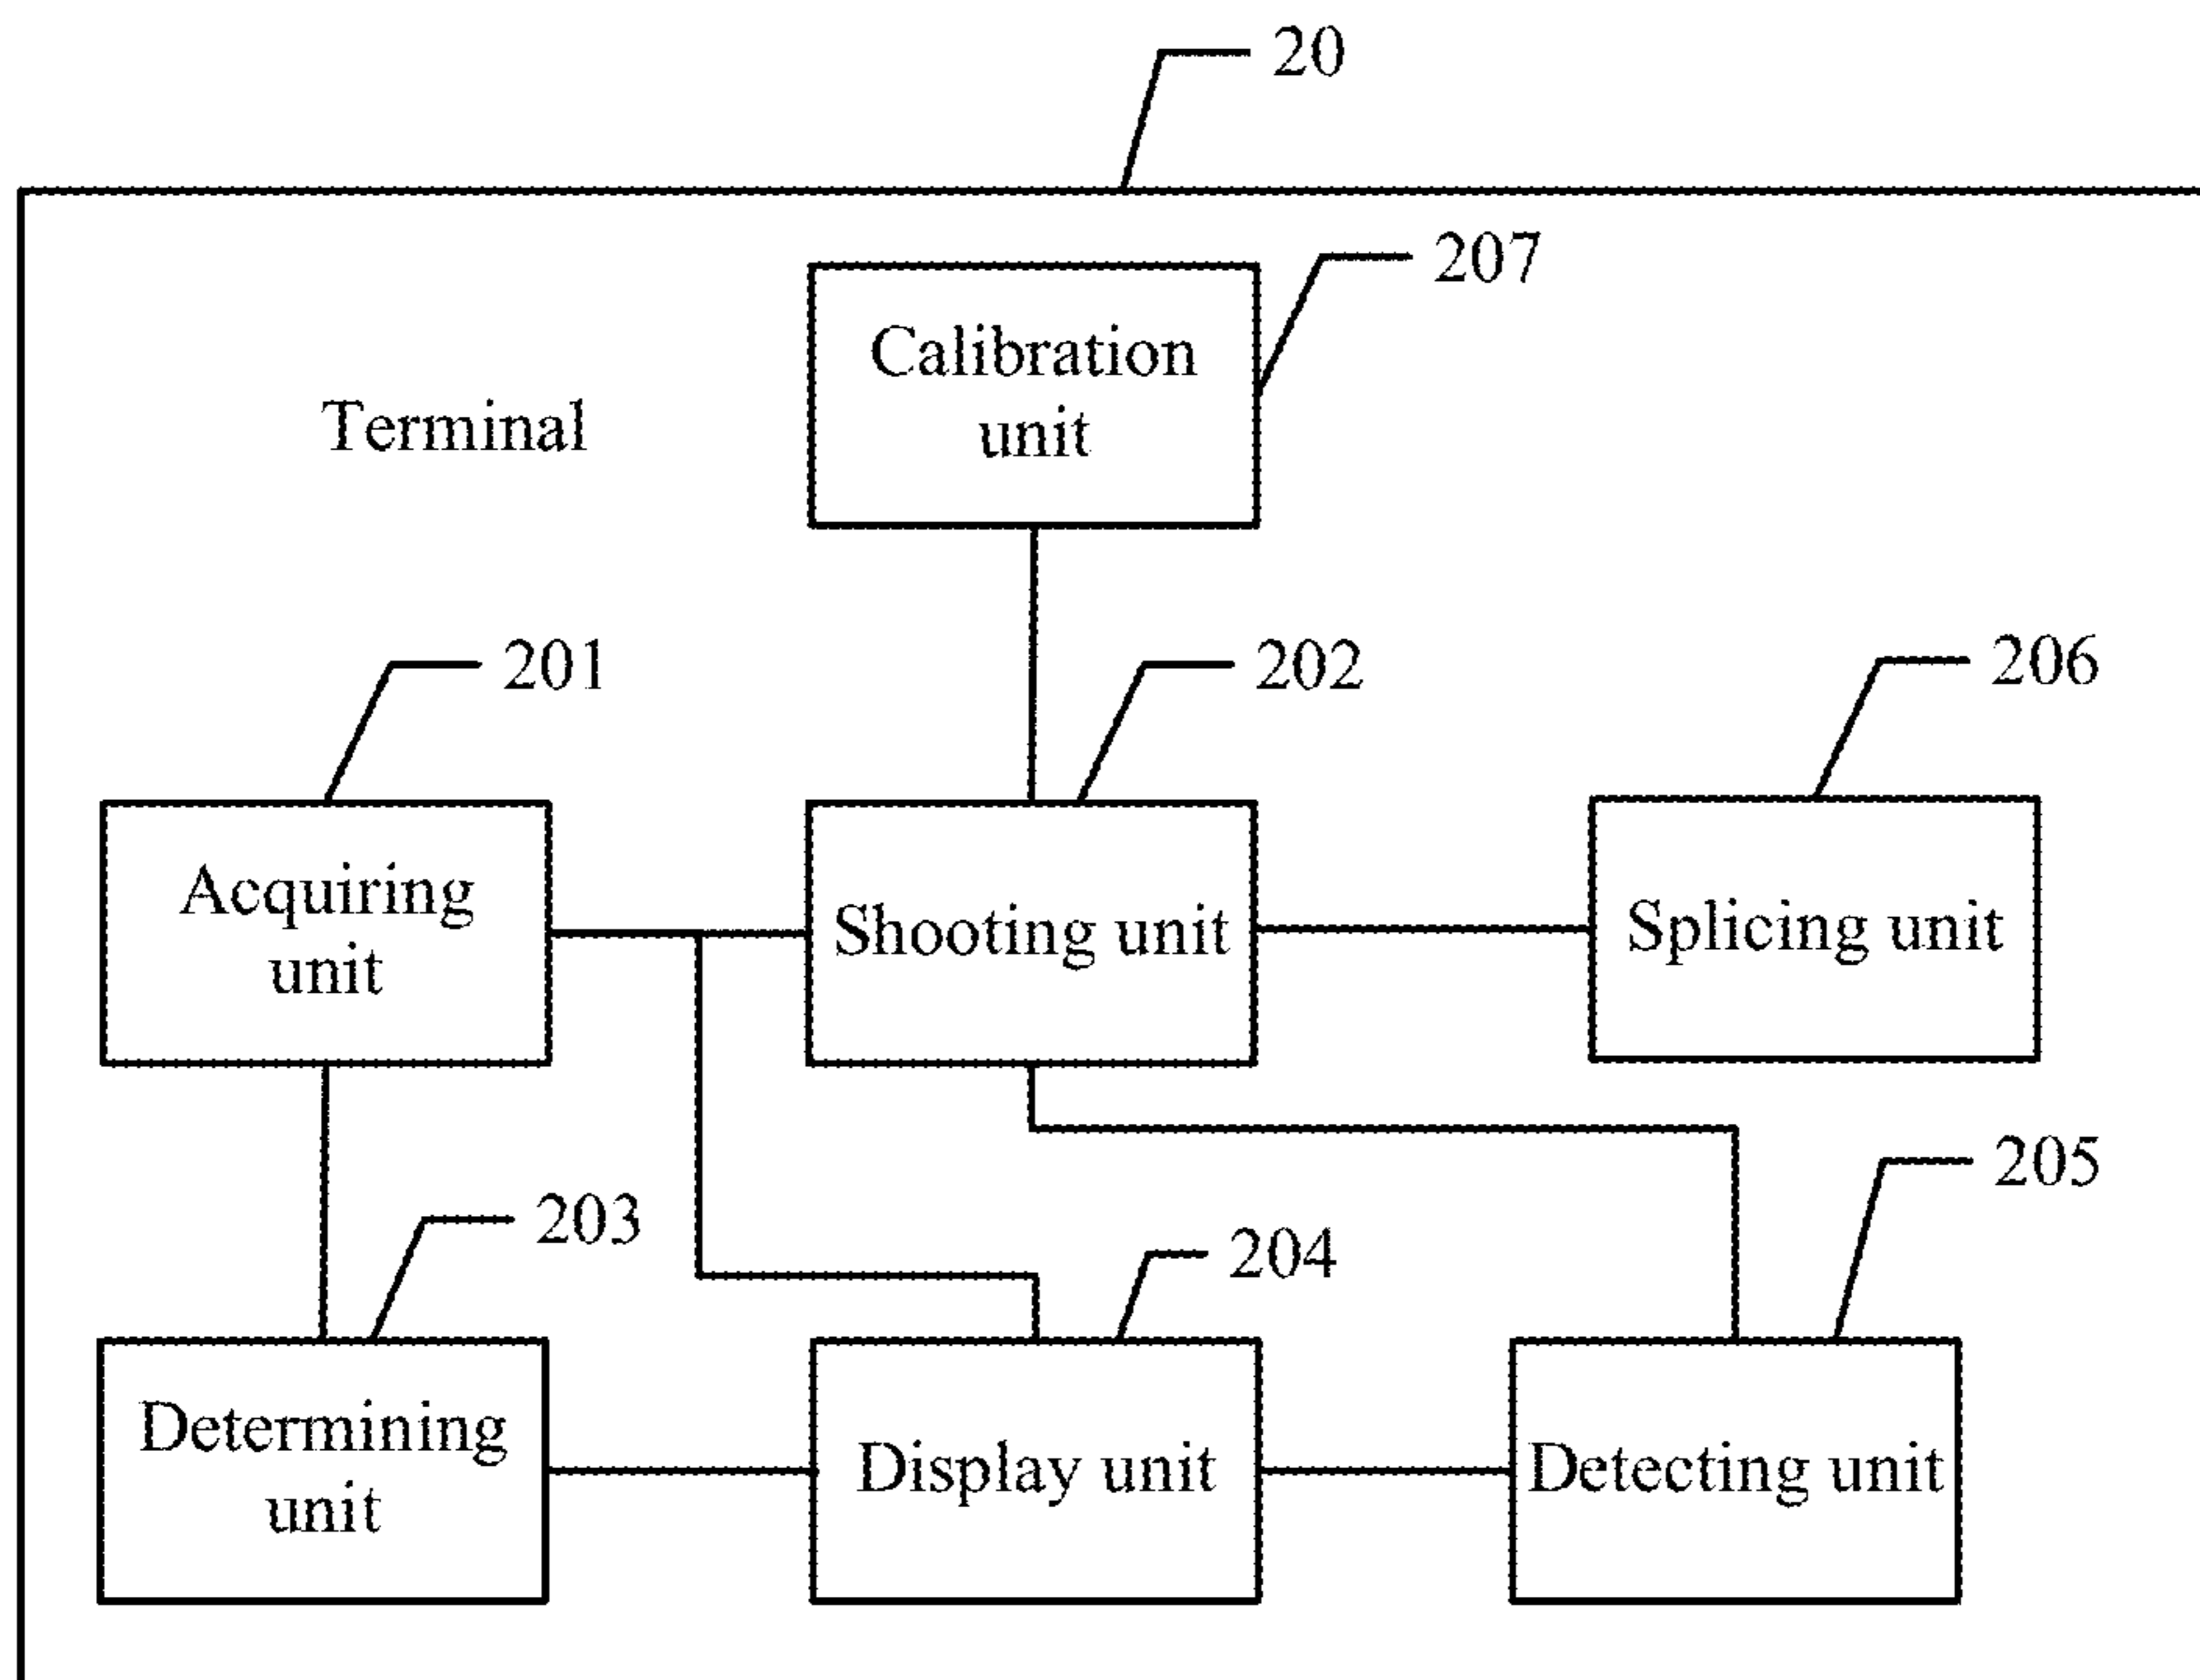 20
207
Calibration
unit
Terminal
201
202
206
Acquiring
unit
Shooting unit
Splicing unit
203
204
205
Determining
unit
Display unit
Detecting unit